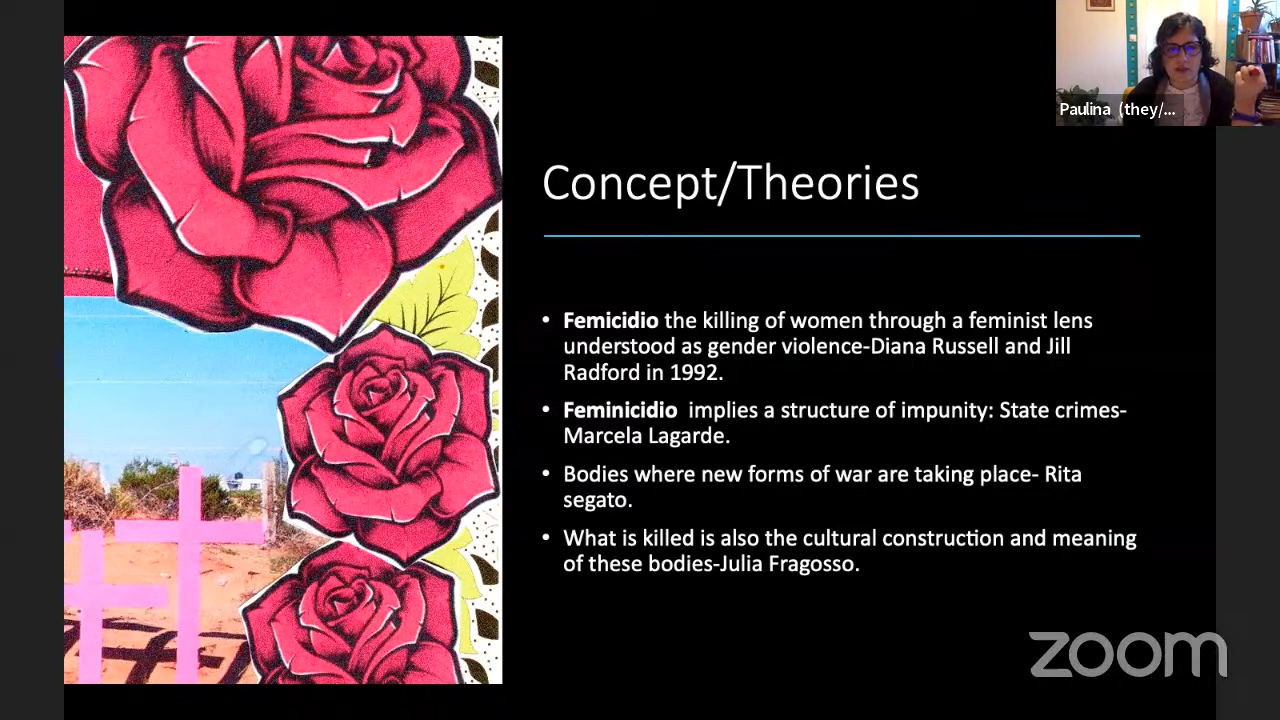 Paulina (they/...
Concept/Theories
• Femicidio the killing of women through a feminist lens
understood as gender violence-Diana Russell and Jill
Radford in 1992.
• Feminicidio  implies a structure of impunity: State crimes-
Marcela Lagarde.
• Bodies where new forms of war are taking place- Rita
segato.
• What is killed is also the cultural construction and meaning
of these bodies-Julia Fragosso.
zoom